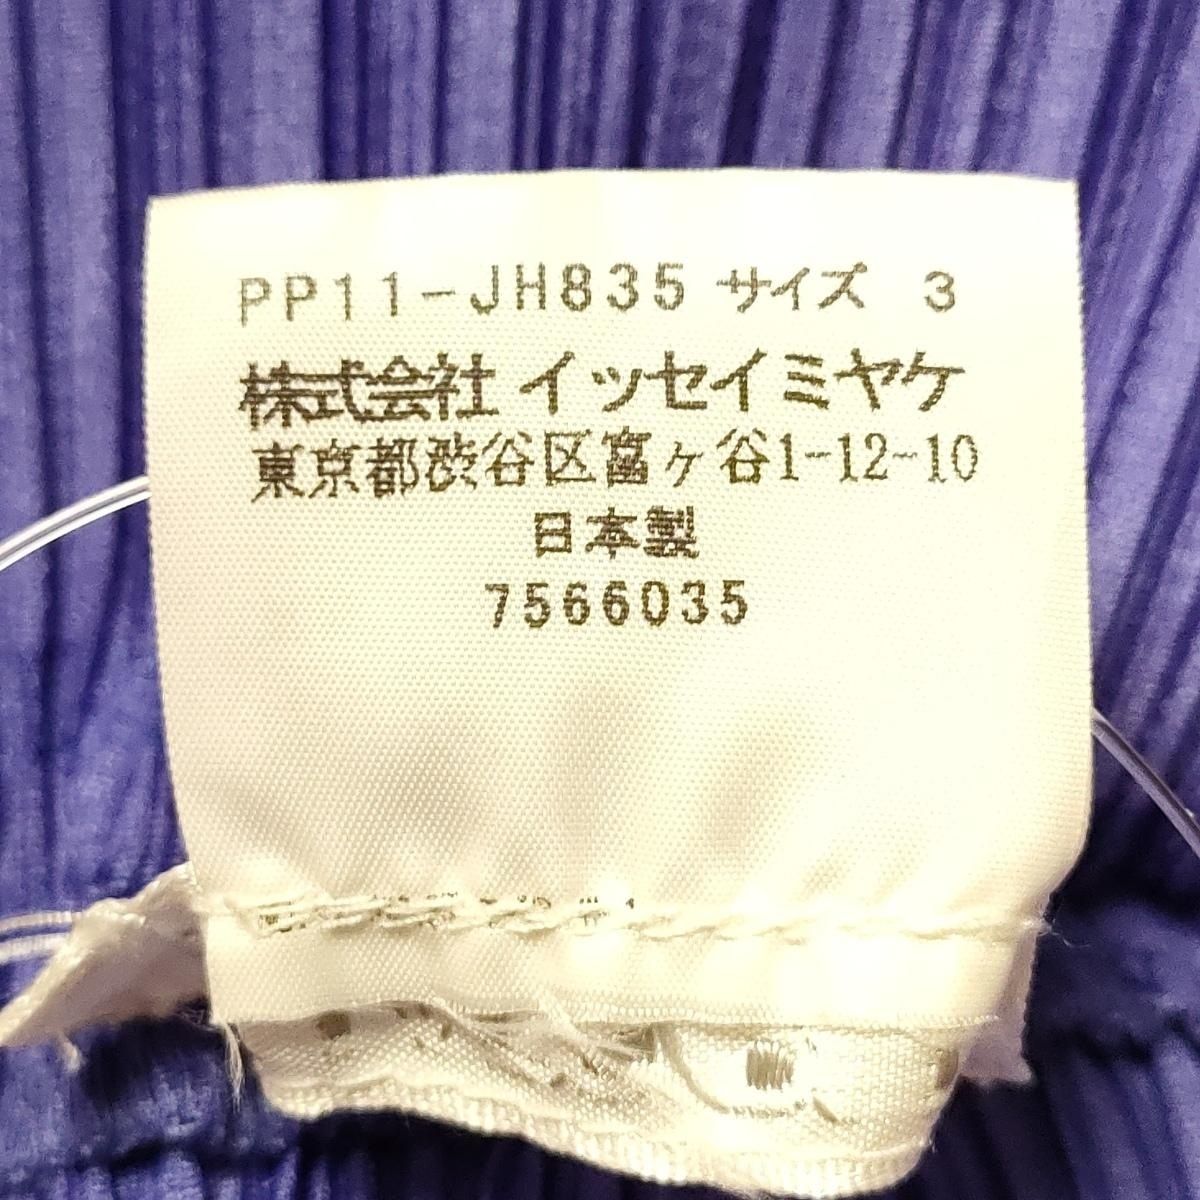 PP11-JH835 サイズ 3
株式会社 イッセイミヤケ
東京都渋谷区富ヶ谷1-12-10
日本製
7566035